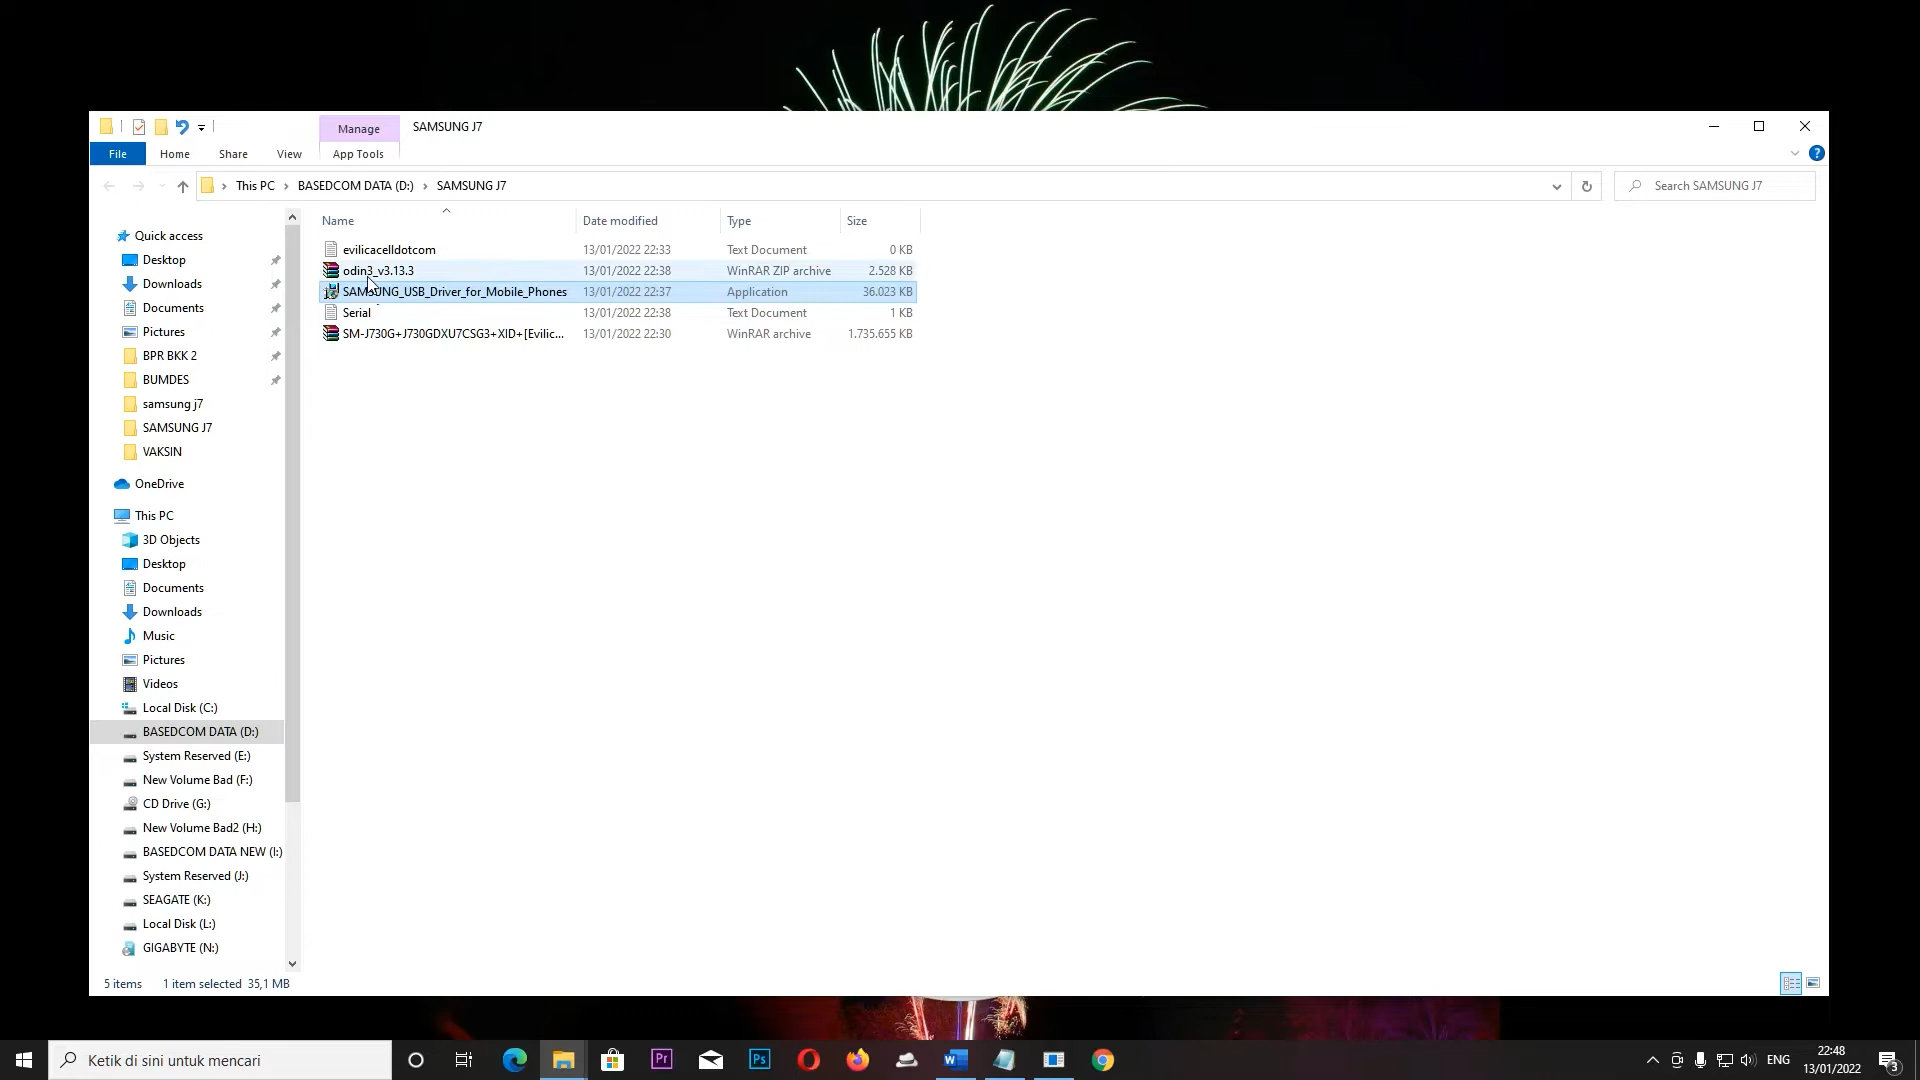 Manage
SAMSUNG J7
File
Home
Share
View
App Tools
This PC
BASEDCOM DATA (D:)
SAMSUNG J7
Search SAMSUNG J7
Name
Date modified
Type
Size
evilicacelldotcom 13/01/2022 22:33 Text Document 0 KB
odin3_v3.13.3 13/01/2022 22:38 WinRAR ZIP archive 2.528 KB
SAMSUNG_USB_Driver_for_Mobile_Phones 13/01/2022 22:37 Application 36.023 KB
Serial 13/01/2022 22:38 Text Document 1 KB
SM-J730G+J730GDXU7CSG3+XID+[Evilic... 13/01/2022 22:30 WinRAR archive 1.735.655 KB
Quick access
Desktop
Downloads
Documents
Pictures
BPR BKK 2
BUMDES
samsung j7
SAMSUNG J7
VAKSIN
OneDrive
This PC
3D Objects
Desktop
Documents
Downloads
Music
Pictures
Videos
Local Disk (C:)
BASEDCOM DATA (D:)
System Reserved (E:)
New Volume Bad (F:)
CD Drive (G:)
New Volume Bad2 (H:)
BASEDCOM DATA NEW (I:)
System Reserved (J:)
SEAGATE (K:)
Local Disk (L:)
GIGABYTE (N:)
5 items
1 item selected 35,1 MB
Ketik di sini untuk mencari
Pr
Ps
W
ENG
22:48
13/01/2022
3